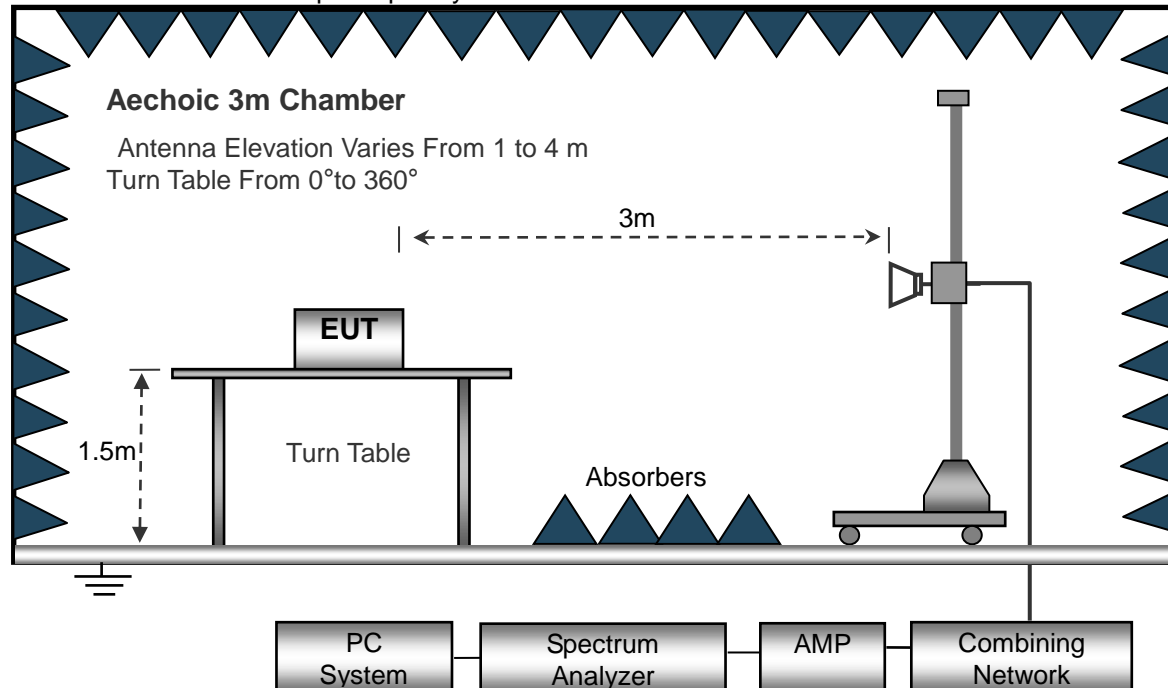 Aechoic 3m Chamber
Antenna Elevation Varies From 1 to 4 m
Turn Table From 0°to 360°
3m
EUT
1.5m
Turn Table
Absorbers
PC
System
Spectrum
Analyzer
AMP
Combining
Network